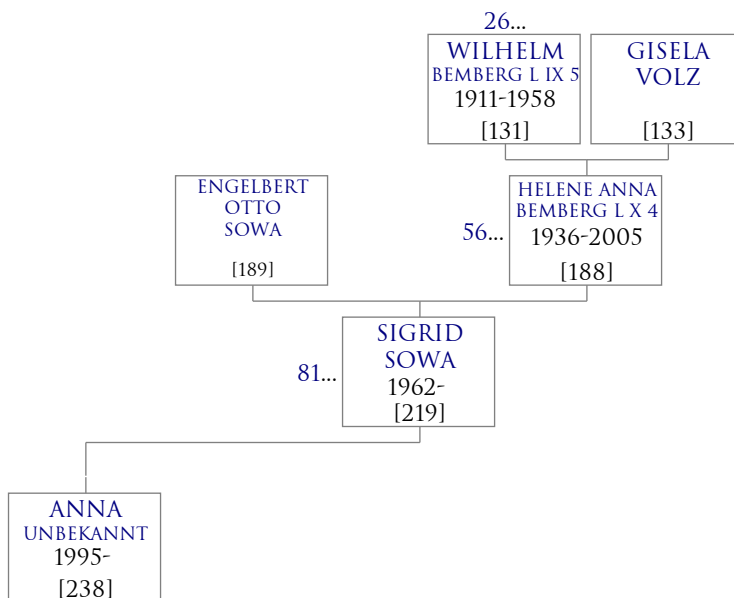 26...
WILHELM
BEMBERG L IX 5
1911-1958
[131]
GISELA
VOLZ
[133]
ENGELBERT
OTTO
SOWA
[189]
56...
HELENE ANNA
BEMBERG L X 4
1936-2005
[188]
81...
SIGRID
SOWA
1962-
[219]
ANNA
UNBEKANNT
1995-
[238]